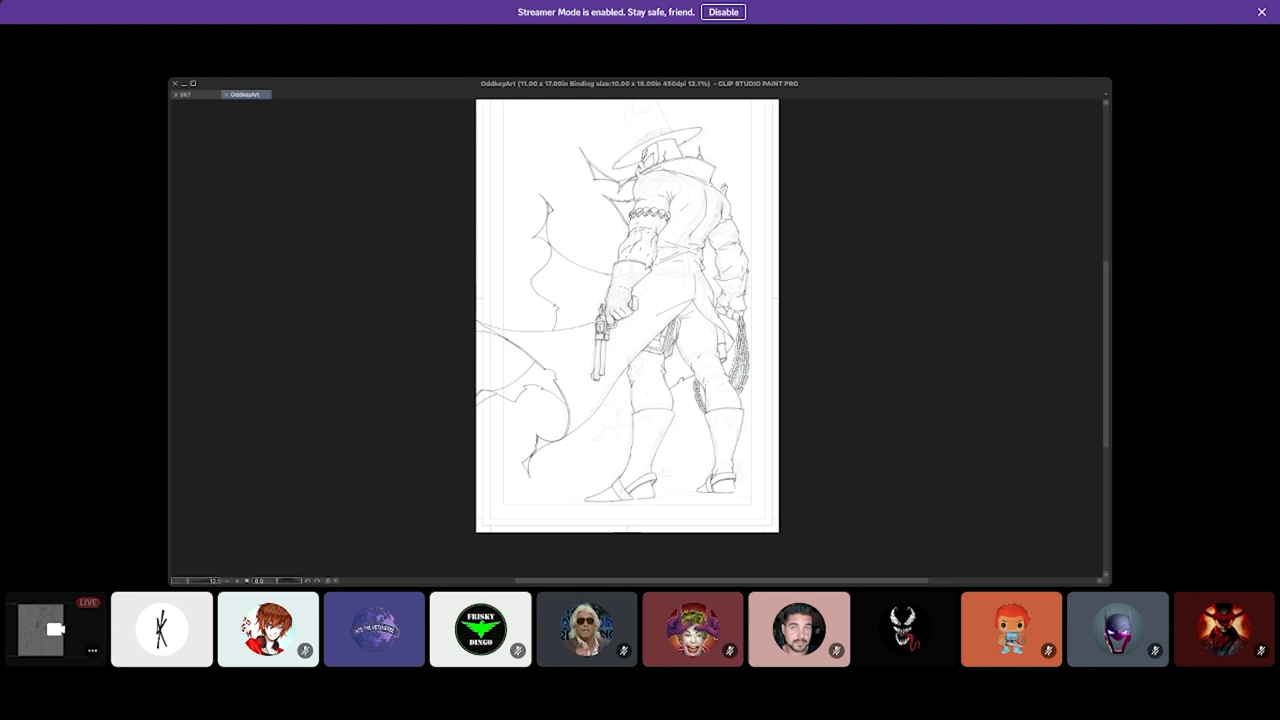 Streamer Mode is enabled. Stay safe, friend. Disable
OddkeyArt (11.00 x 17.00in Binding size:10.00 x 16.00in 450dpi 12.1%) - CLIP STUDIO PAINT PRO
OddkeyArt
LIVE
FRISKY
DINGO